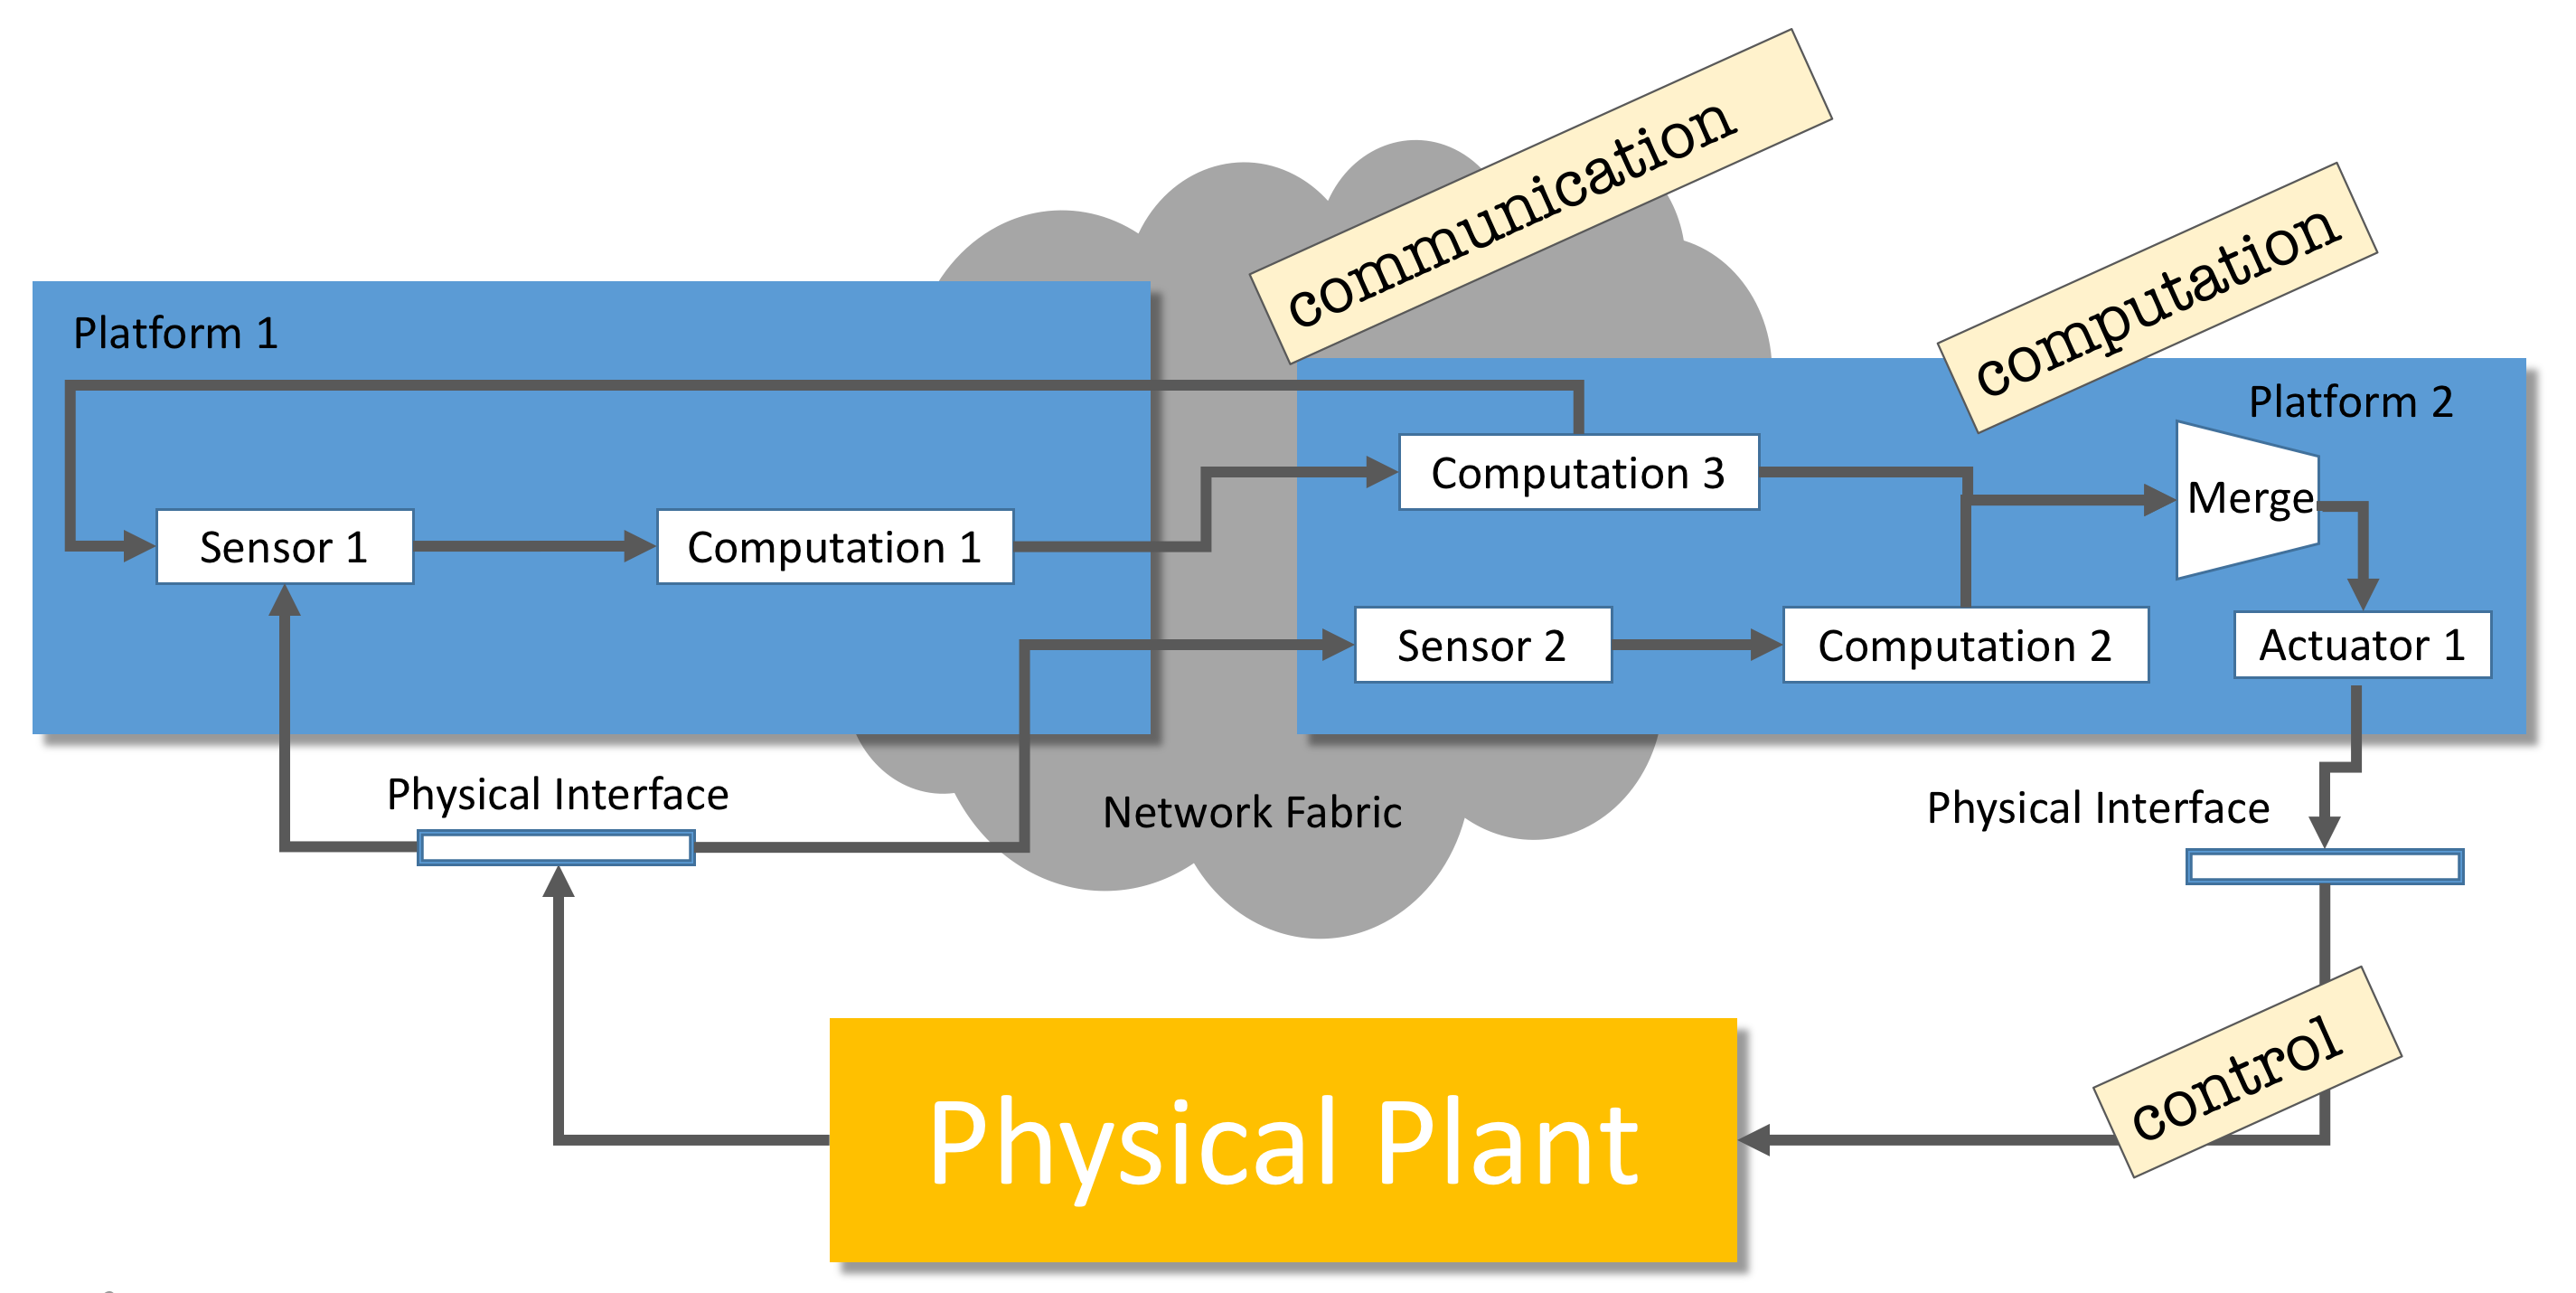 communication
computation
Platform 1
Platform 2
Computation 3
Merge
Sensor 1
Computation 1
Sensor 2
Computation 2
Actuator 1
Physical Interface
Network Fabric
Physical Interface
control
Physical Plant